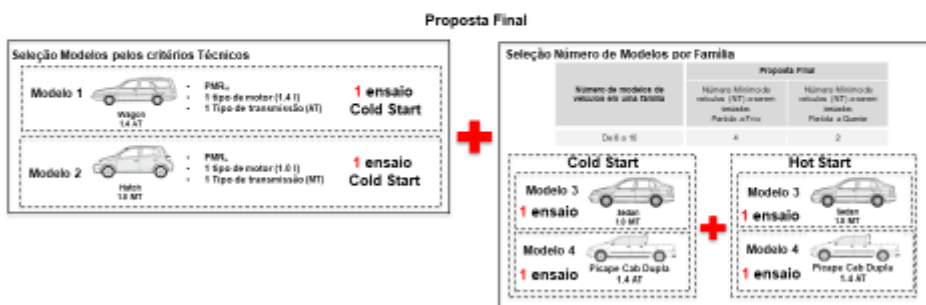 Proposta Final
Seleção Modelos pelos critérios Técnicos
Modelo 1
Wagon
1.4 AT
• PMRH
• 1 tipo de motor (1.4 l)
• 1 Tipo de transmissão (AT)
1 ensaio
Cold Start
Modelo 2
Hatch
1.0 MT
• PMRL
• 1 tipo de motor (1.0 l)
• 1 Tipo de transmissão (MT)
1 ensaio
Cold Start
Seleção Número de Modelos por Família
Número de modelos de
veículos em uma família
Proposta Final
Número Mínimo de
veículos (NT) a serem
testados
Partida a Frio
Número Mínimo de
veículos (NT) a serem
testados
Partida a Quente
4
2
Cold Start
Modelo 3
1 ensaio
Sedan
1.0 MT
Modelo 4
1 ensaio
Picape Cab Dupla
1.4 AT
Hot Start
Modelo 3
1 ensaio
Sedan
1.0 MT
Modelo 4
1 ensaio
Picape Cab Dupla
1.4 AT